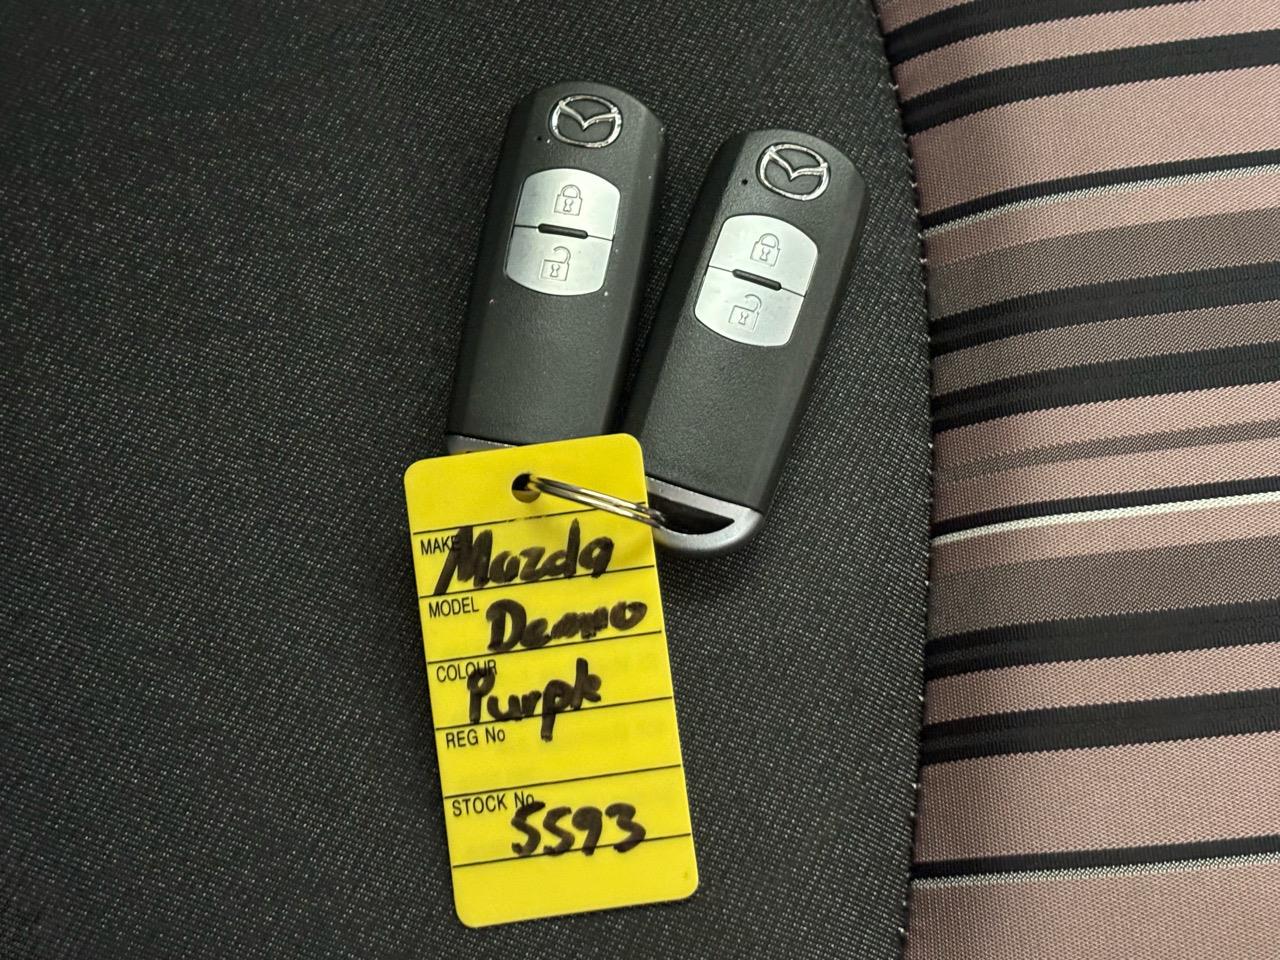 MAKE Mazda
MODEL Demio
COLOUR Purple
REG No
STOCK No 5593